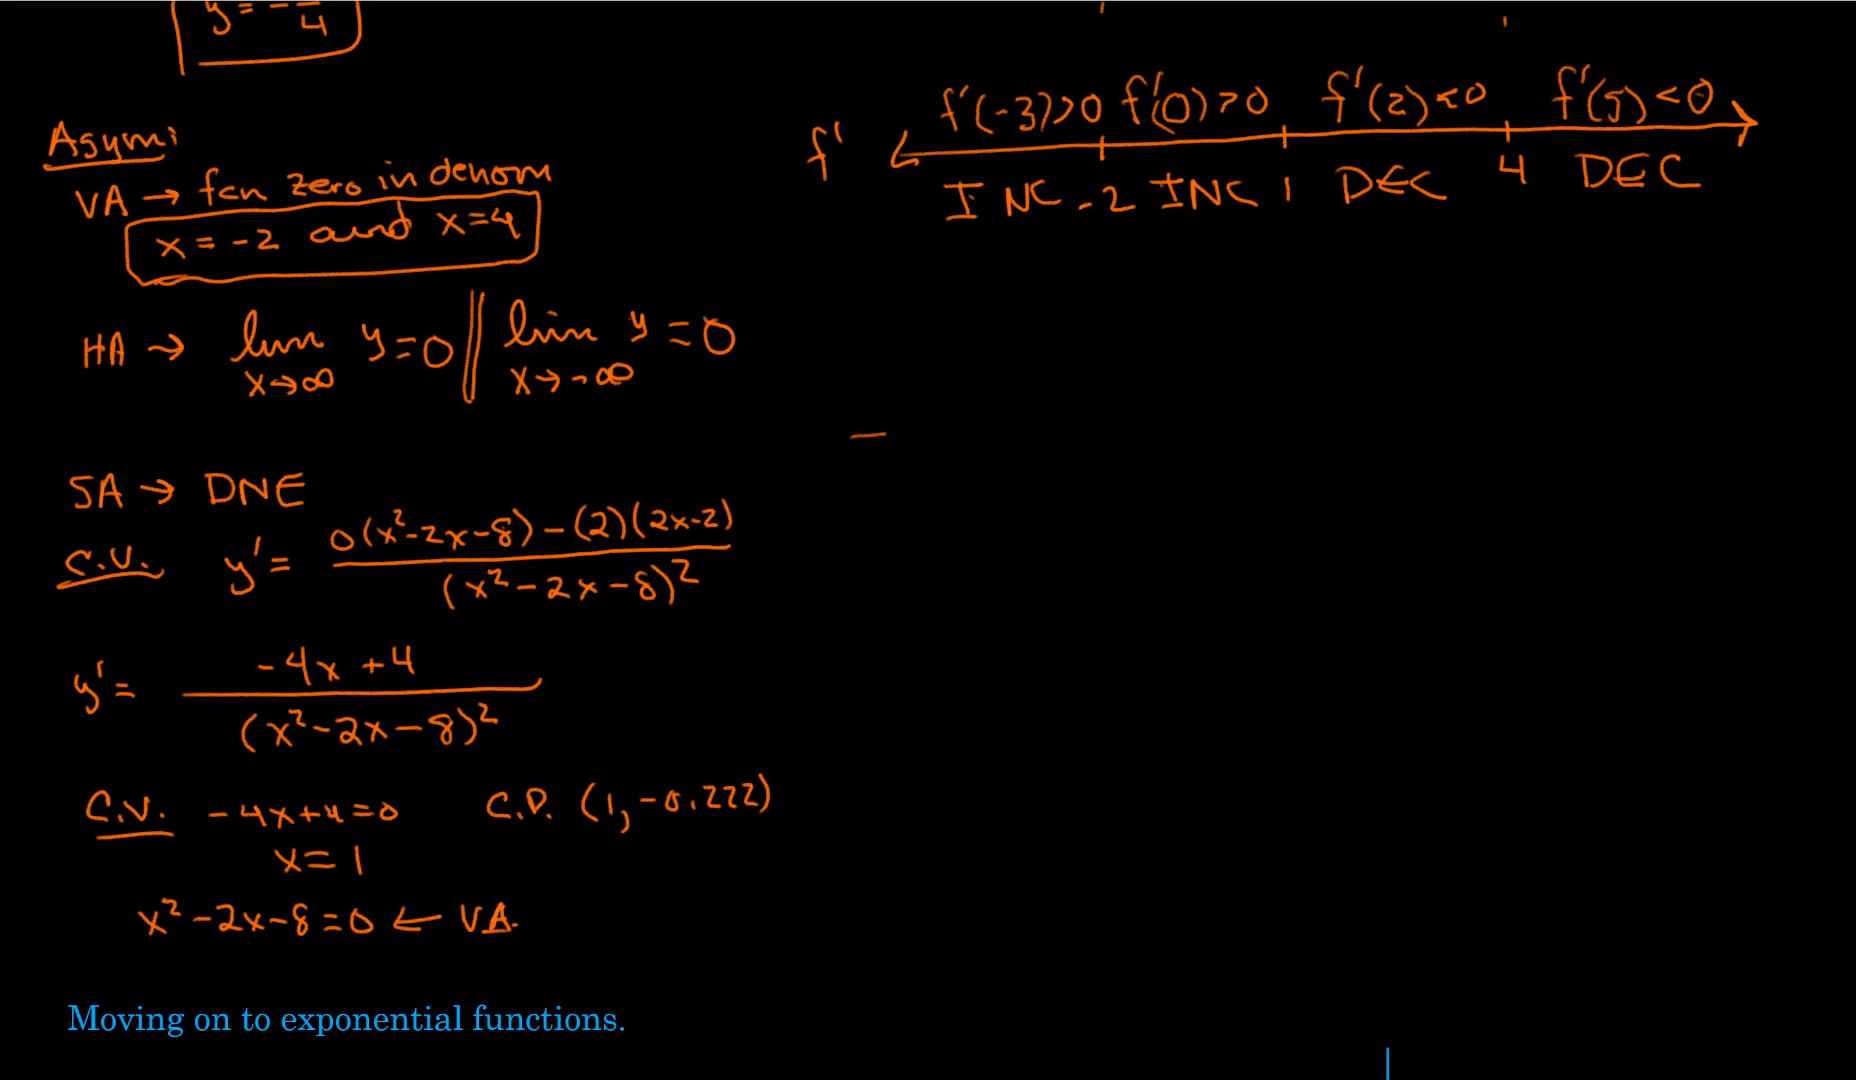 y = -/4
Asym:
VA → fcn zero in denom
x = -2 and x=4
HA → lim x→∞ y=0 || lim x→-∞ y=0
SA → DNE
C.V. y' = 0(x²-2x-8)-(2)(2x-2) / (x²-2x-8)²
y' = -4x+4 / (x²-2x-8)²
C.V. -4x+4=0 C.P. (1, -0.222)
x=1
x²-2x-8=0 ← VA.
f'(-3)>0 f'(0)>0 f'(2)<0 f'(5)<0
f'
INC -2 INC 1 DEC 4 DEC
Moving on to exponential functions.